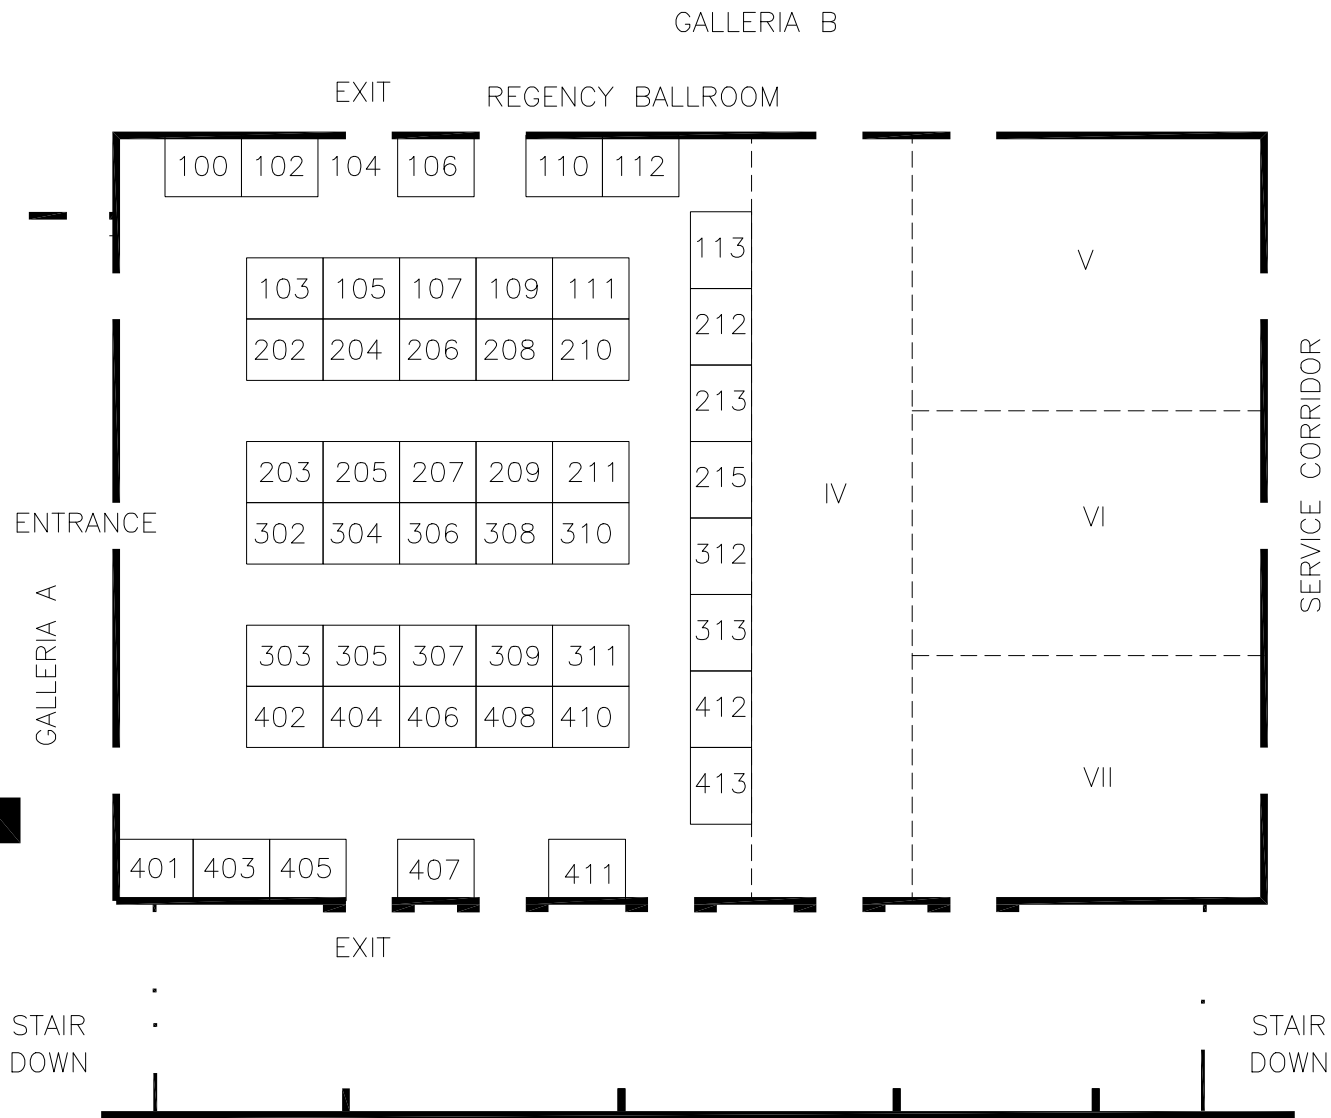 GALLERIA B
EXIT
REGENCY BALLROOM
100 102 104 106 110 112
113
103 105 107 109 111
202 204 206 208 210
212
213
203 205 207 209 211
302 304 306 308 310
215
312
313
303 305 307 309 311
402 404 406 408 410
412
413
401 403 405 407 411
ENTRANCE
GALLERIA A
IV
V
VI
VII
SERVICE CORRIDOR
EXIT
STAIR
DOWN
STAIR
DOWN